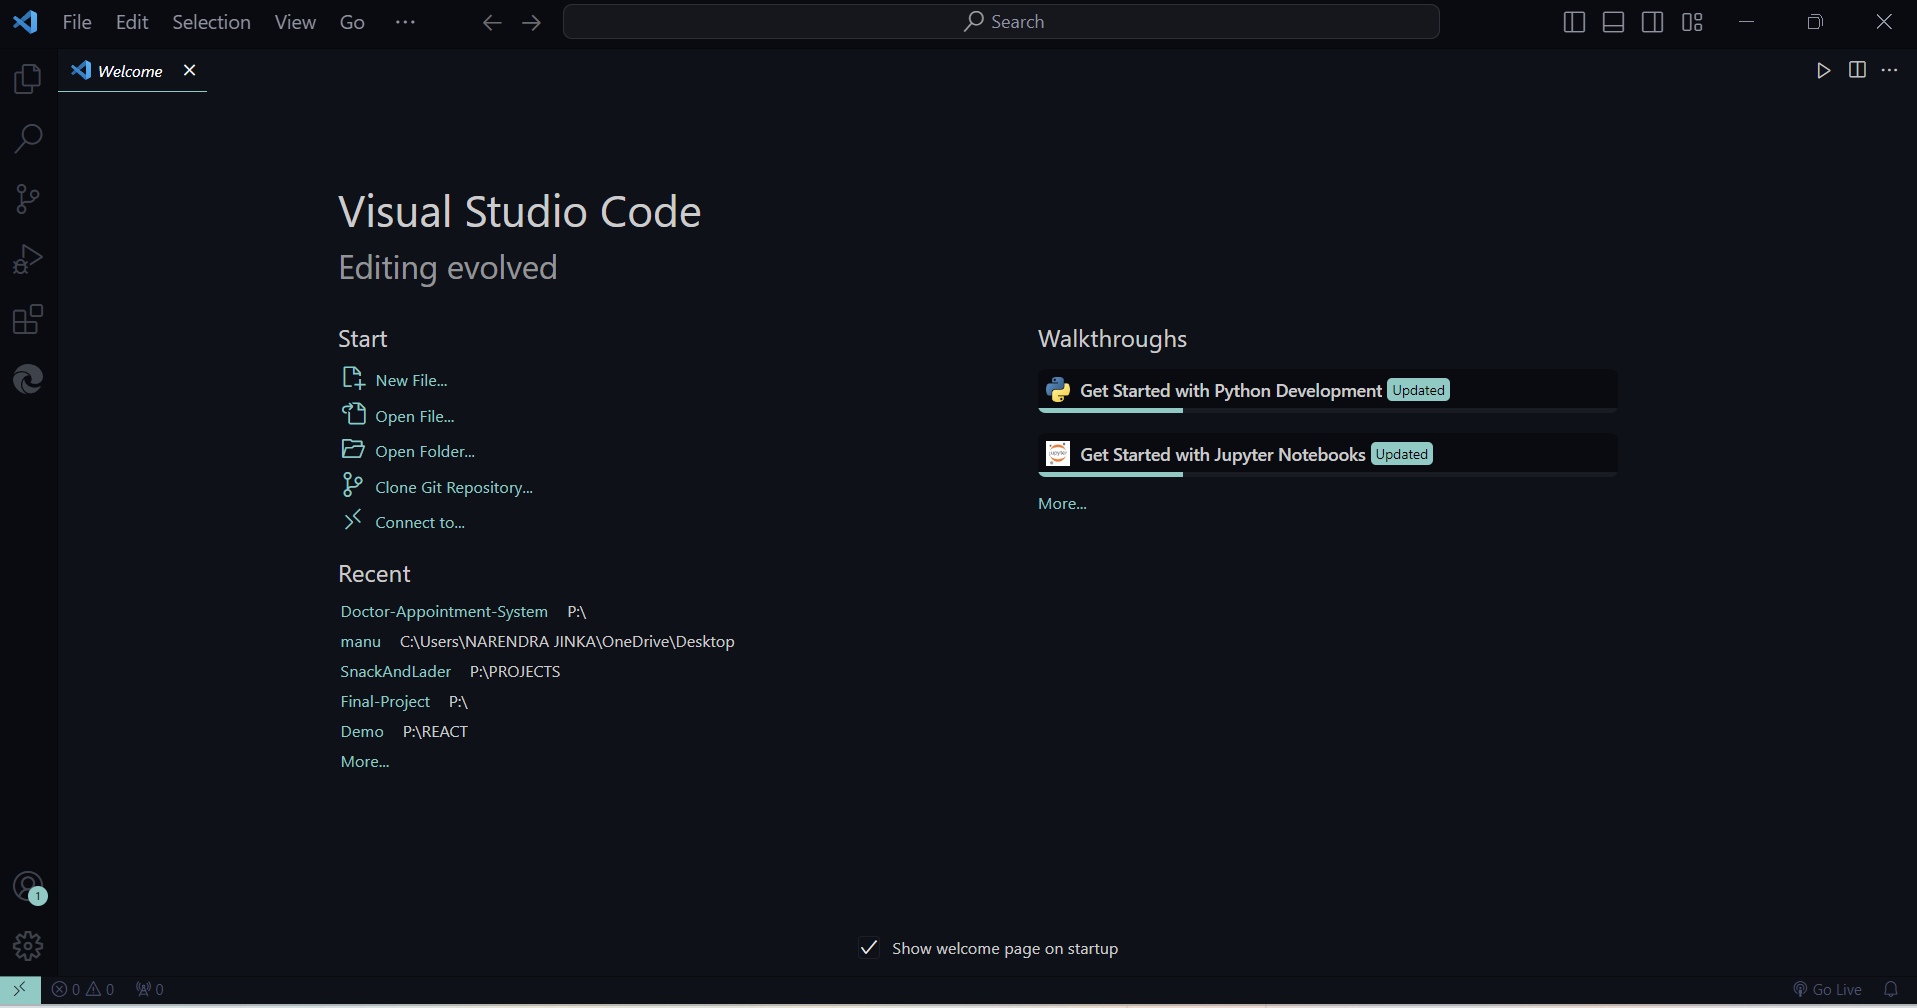 File Edit Selection View Go ··· Search
Welcome
Visual Studio Code
Editing evolved
Start
New File...
Open File...
Open Folder...
Clone Git Repository...
Connect to...
Recent
Doctor-Appointment-System P:\
manu C:\Users\NARENDRA JINKA\OneDrive\Desktop
SnackAndLader P:\PROJECTS
Final-Project P:\
Demo P:\REACT
More...
Walkthroughs
Get Started with Python Development Updated
Get Started with Jupyter Notebooks Updated
More...
1
Show welcome page on startup
0 0 0 Go Live